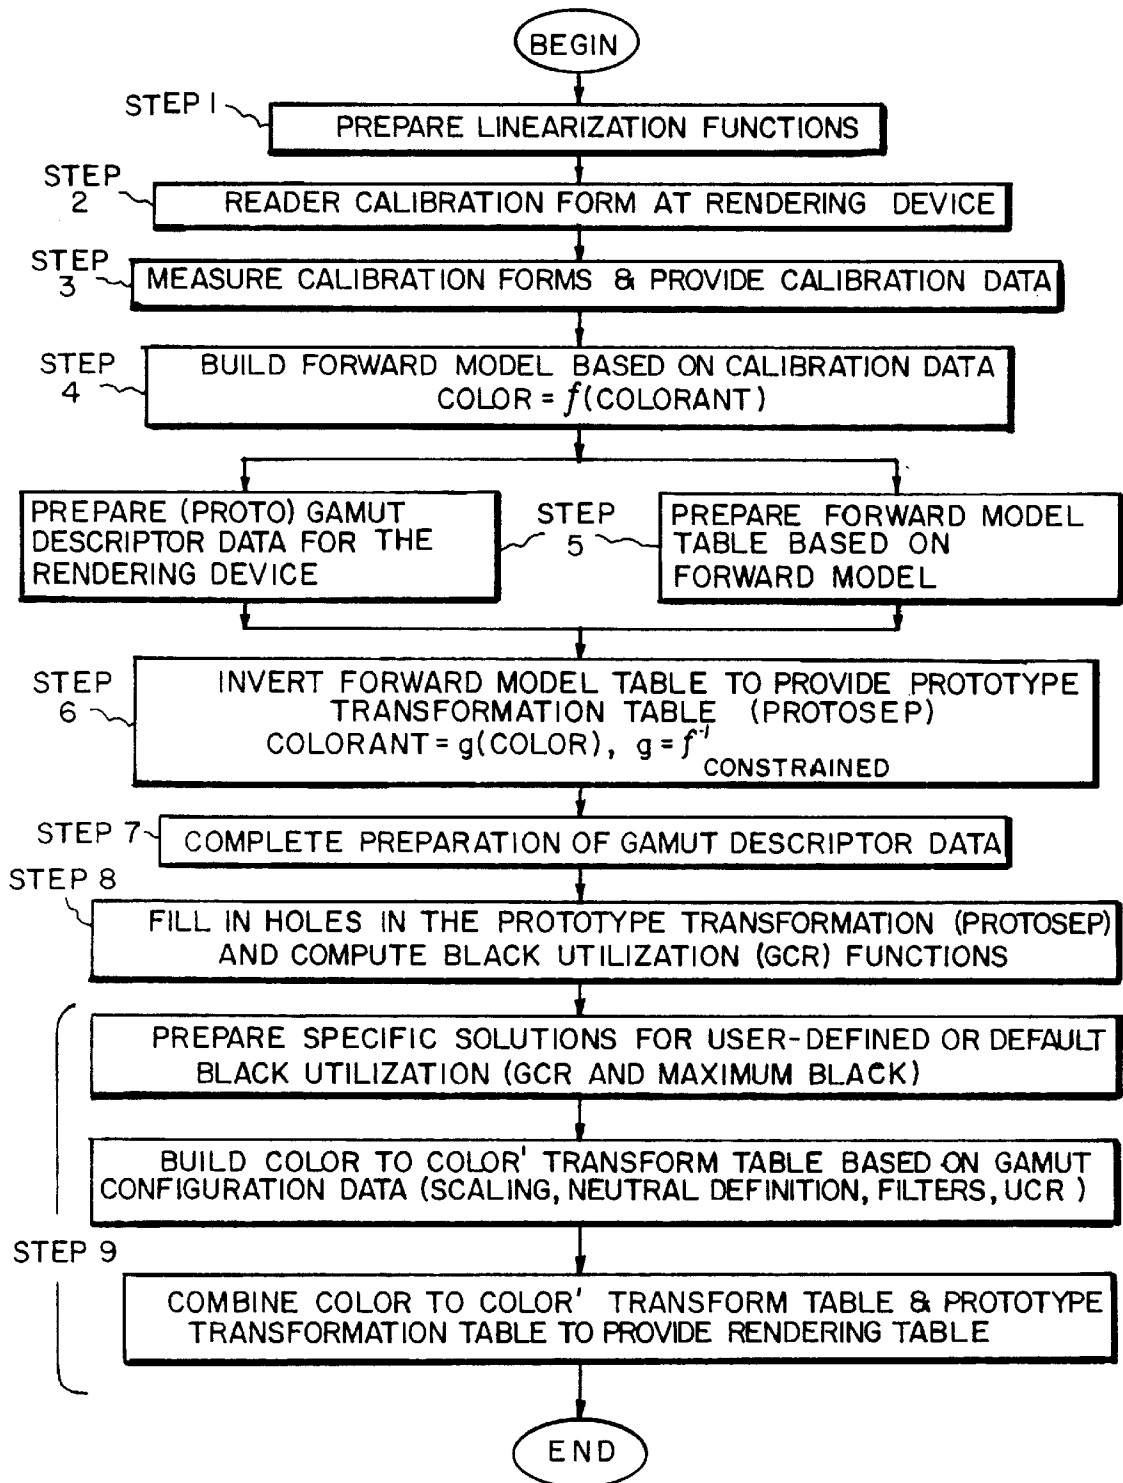 BEGIN
STEP 1
PREPARE LINEARIZATION FUNCTIONS
STEP
2
READER CALIBRATION FORM AT RENDERING DEVICE
STEP
3
MEASURE CALIBRATION FORMS & PROVIDE CALIBRATION DATA
STEP
4
BUILD FORWARD MODEL BASED ON CALIBRATION DATA
COLOR = f(COLORANT)
PREPARE (PROTO) GAMUT
DESCRIPTOR DATA FOR THE
RENDERING DEVICE
STEP
5
PREPARE FORWARD MODEL
TABLE BASED ON
FORWARD MODEL
STEP
6
INVERT FORWARD MODEL TABLE TO PROVIDE PROTOTYPE
TRANSFORMATION TABLE (PROTOSEP)
COLORANT = g(COLOR), g = f⁻¹
CONSTRAINED
STEP 7
COMPLETE PREPARATION OF GAMUT DESCRIPTOR DATA
STEP 8
FILL IN HOLES IN THE PROTOTYPE TRANSFORMATION (PROTOSEP)
AND COMPUTE BLACK UTILIZATION (GCR) FUNCTIONS
PREPARE SPECIFIC SOLUTIONS FOR USER-DEFINED OR DEFAULT
BLACK UTILIZATION (GCR AND MAXIMUM BLACK)
BUILD COLOR TO COLOR' TRANSFORM TABLE BASED ON GAMUT
CONFIGURATION DATA (SCALING, NEUTRAL DEFINITION, FILTERS, UCR)
STEP 9
COMBINE COLOR TO COLOR' TRANSFORM TABLE & PROTOTYPE
TRANSFORMATION TABLE TO PROVIDE RENDERING TABLE
END